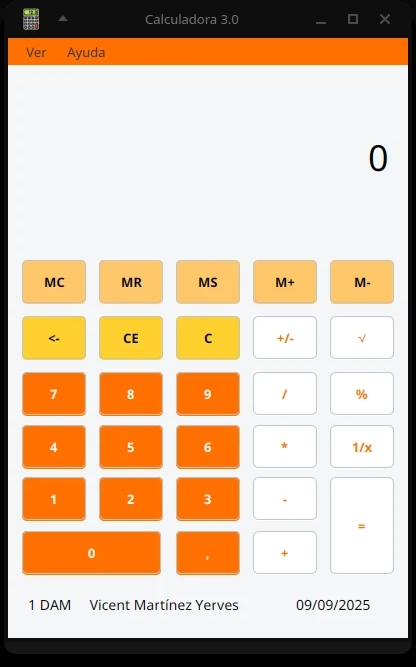 Calculadora 3.0
Ver Ayuda
0
MC MR MS M+ M-
<- CE C +/- √
7 8 9 / %
4 5 6 * 1/x
1 2 3 -
=
0 , +
1 DAM Vicent Martínez Yerves 09/09/2025